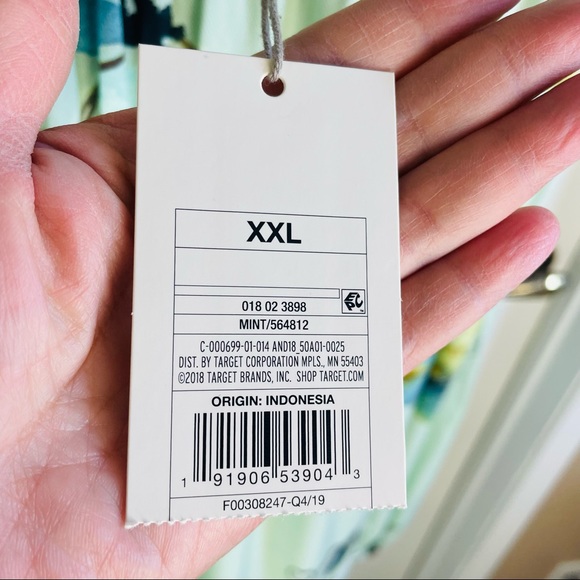 XXL
018 02 3898
MINT/564812
C-000699-01-014 AND18_50A01-0025
DIST. BY TARGET CORPORATION MPLS., MN 55403
©2018 TARGET BRANDS, INC. SHOP TARGET.COM
ORIGIN: INDONESIA
1 91906 53904 3
F00308247-Q4/19